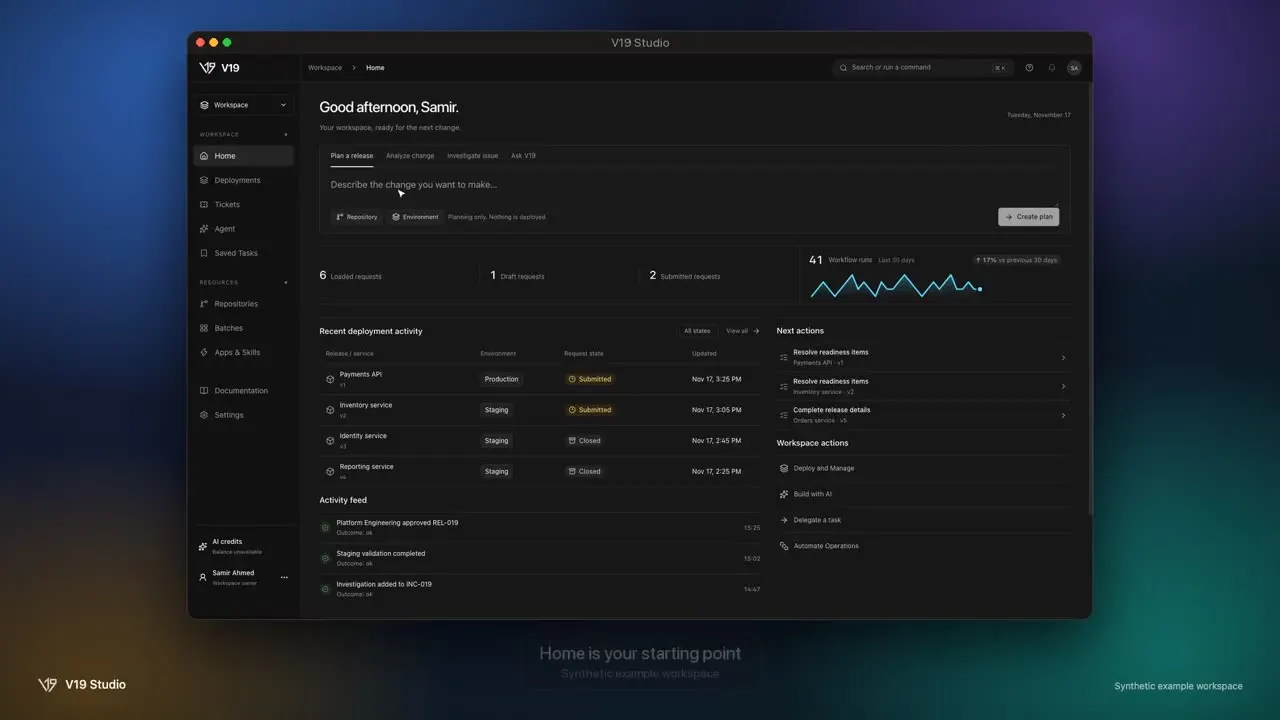 V19 Studio
V19
Workspace > Home
Search or run a command
⌘ K
SA
Workspace
WORKSPACE
Home
Deployments
Tickets
Agent
Saved Tasks
RESOURCES
Repositories
Batches
Apps & Skills
Documentation
Settings
AI credits
Balance unavailable
Samir Ahmed
Workspace owner
Good afternoon, Samir.
Your workspace, ready for the next change.
Tuesday, November 17
Plan a release Analyze change Investigate issue Ask V19
Describe the change you want to make...
Repository Environment Planning only. Nothing is deployed
Create plan
6 Loaded requests
1 Draft requests
2 Submitted requests
41 Workflow runs Last 30 days
↑ 17% vs previous 30 days
Recent deployment activity
All states View all →
Release / service Environment Request state Updated
Payments API Production Submitted Nov 17, 3:25 PM
v1
Inventory service Staging Submitted Nov 17, 3:05 PM
v2
Identity service Staging Closed Nov 17, 2:45 PM
v3
Reporting service Staging Closed Nov 17, 2:25 PM
Activity feed
Platform Engineering approved REL-019 15:25
Outcome: ok
Staging validation completed 15:02
Outcome: ok
Investigation added to INC-019 14:47
Outcome: ok
Next actions
Resolve readiness items
Payments API · v1
Resolve readiness items
Inventory service · v2
Complete release details
Orders service · v5
Workspace actions
Deploy and Manage
Build with AI
Delegate a task
Automate Operations
Home is your starting point
Synthetic example workspace
V19 Studio
Synthetic example workspace